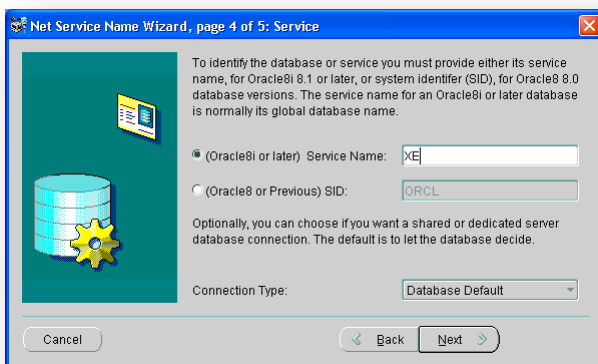 Net Service Name Wizard, page 4 of 5: Service
To identify the database or service you must provide either its service
name, for Oracle8i 8.1 or later, or system identifer (SID), for Oracle8 8.0
database versions. The service name for an Oracle8i or later database
is normally its global database name.
(Oracle8i or later) Service Name: XE
(Oracle8 or Previous) SID: ORCL
Optionally, you can choose if you want a shared or dedicated server
database connection. The default is to let the database decide.
Connection Type: Database Default
Cancel Back Next